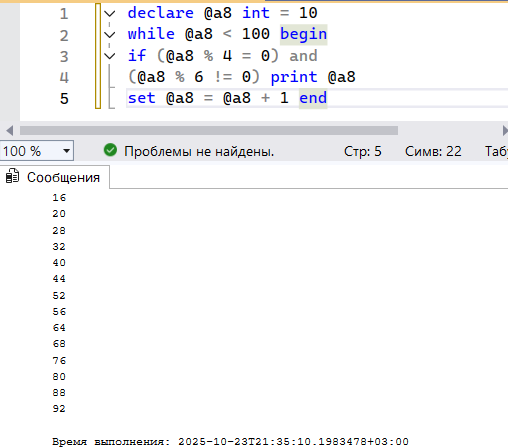 1 declare @a8 int = 10
2 while @a8 < 100 begin
3 if (@a8 % 4 = 0) and
4 (@a8 % 6 != 0) print @a8
5 set @a8 = @a8 + 1 end
100 % Проблемы не найдены. Стр: 5 Симв: 22 Табу
Сообщения
16
20
28
32
40
44
52
56
64
68
76
80
88
92
Время выполнения: 2025-10-23T21:35:10.1983478+03:00